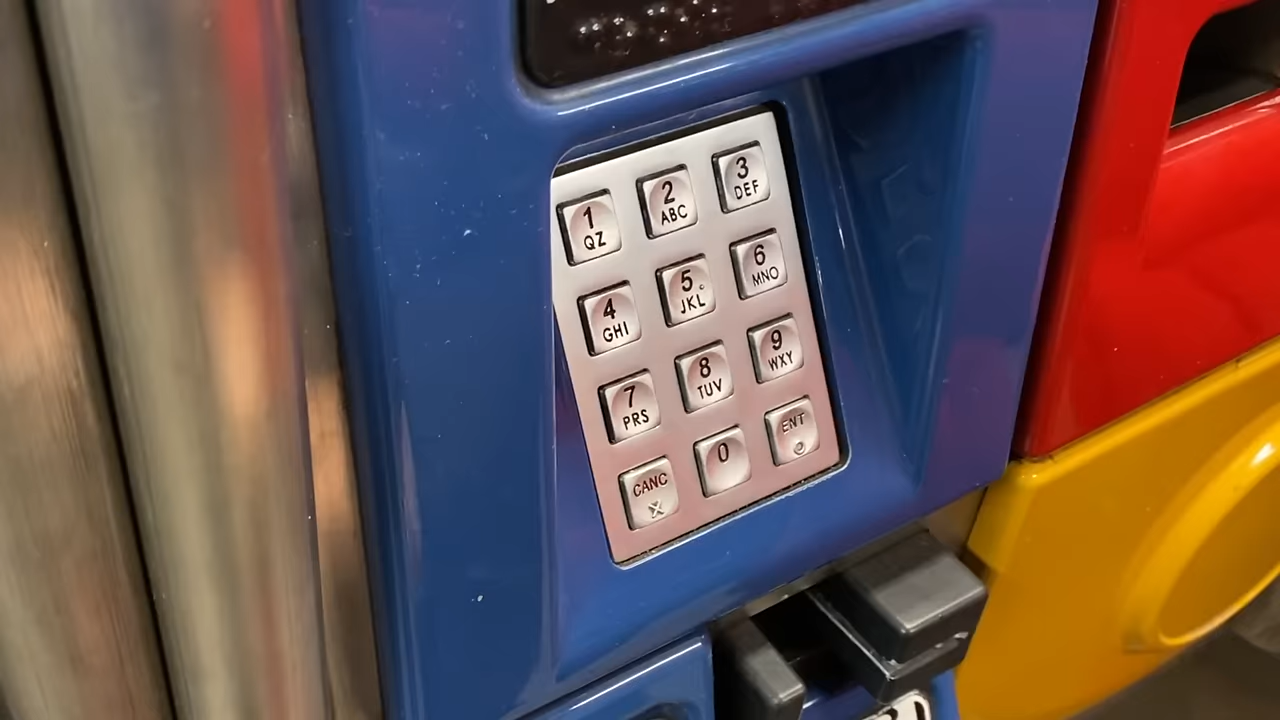 1 2 3
QZ ABC DEF
4 5 6
GHI JKL MNO
7 8 9
PRS TUV WXY
CANC 0 ENT
X